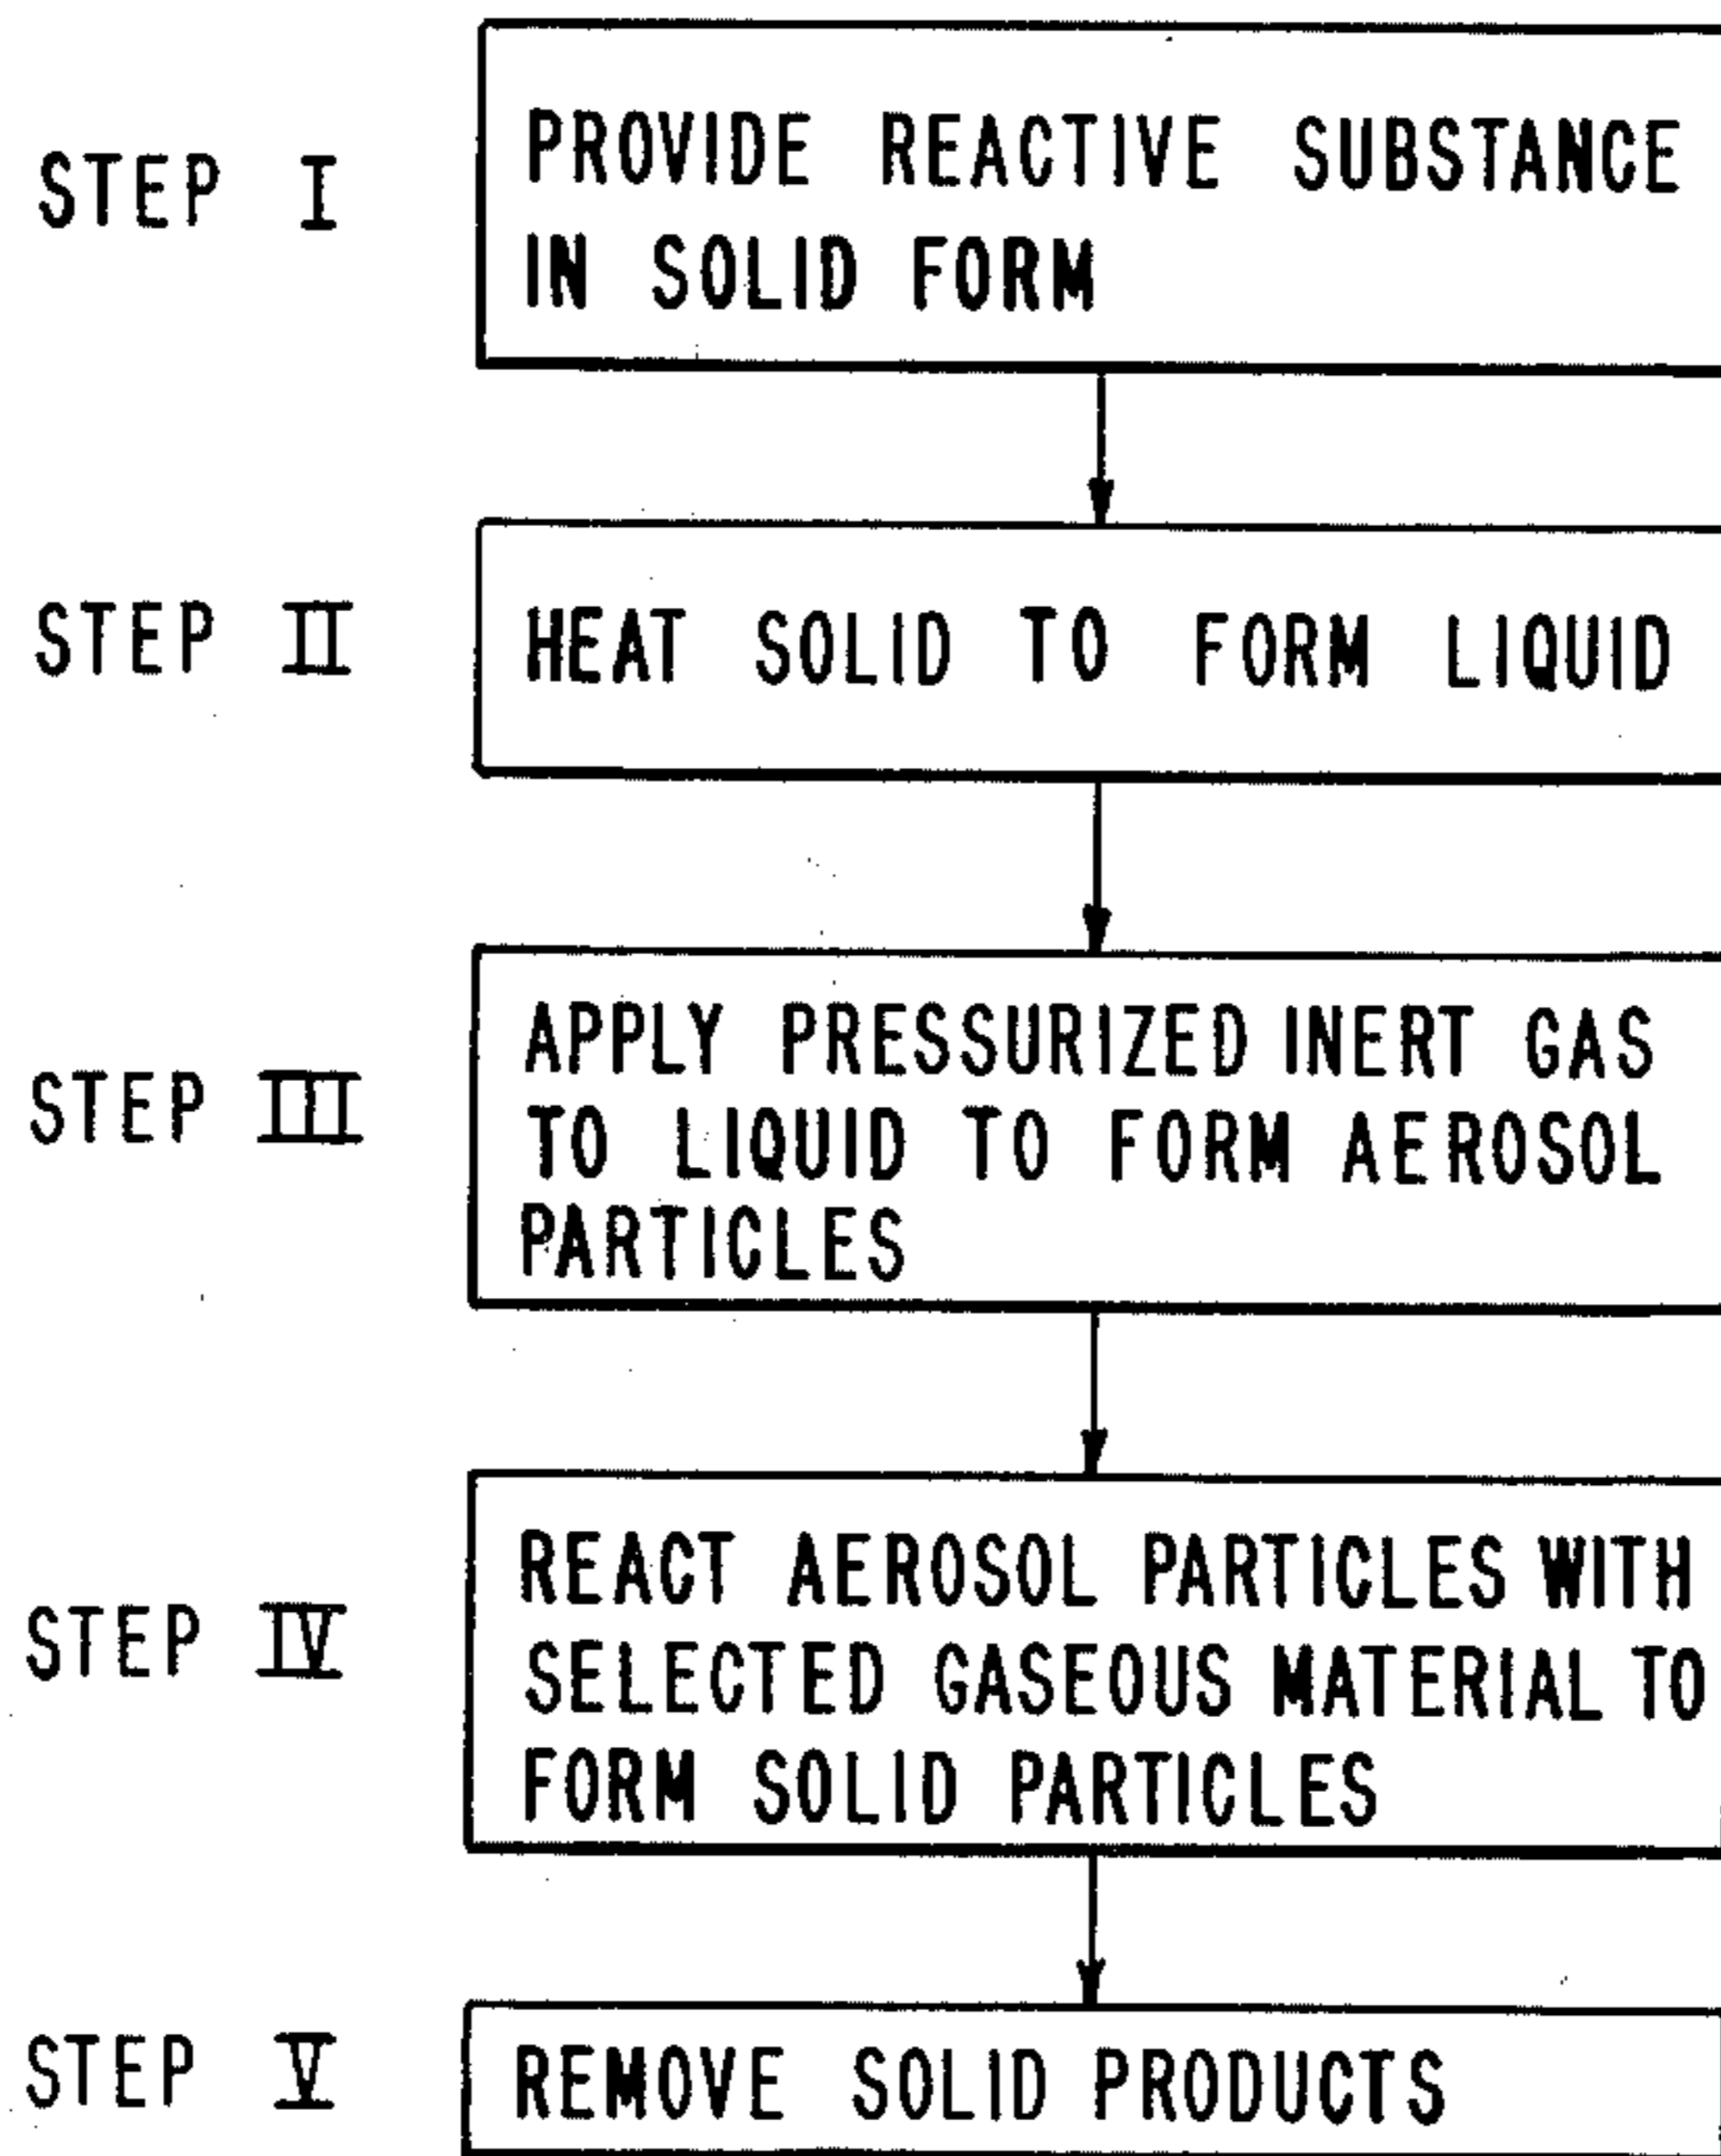 STEP I
PROVIDE REACTIVE SUBSTANCE
IN SOLID FORM
STEP II
HEAT SOLID TO FORM LIQUID
STEP III
APPLY PRESSURIZED INERT GAS
TO LIQUID TO FORM AEROSOL
PARTICLES
STEP IV
REACT AEROSOL PARTICLES WITH
SELECTED GASEOUS MATERIAL TO
FORM SOLID PARTICLES
STEP V
REMOVE SOLID PRODUCTS